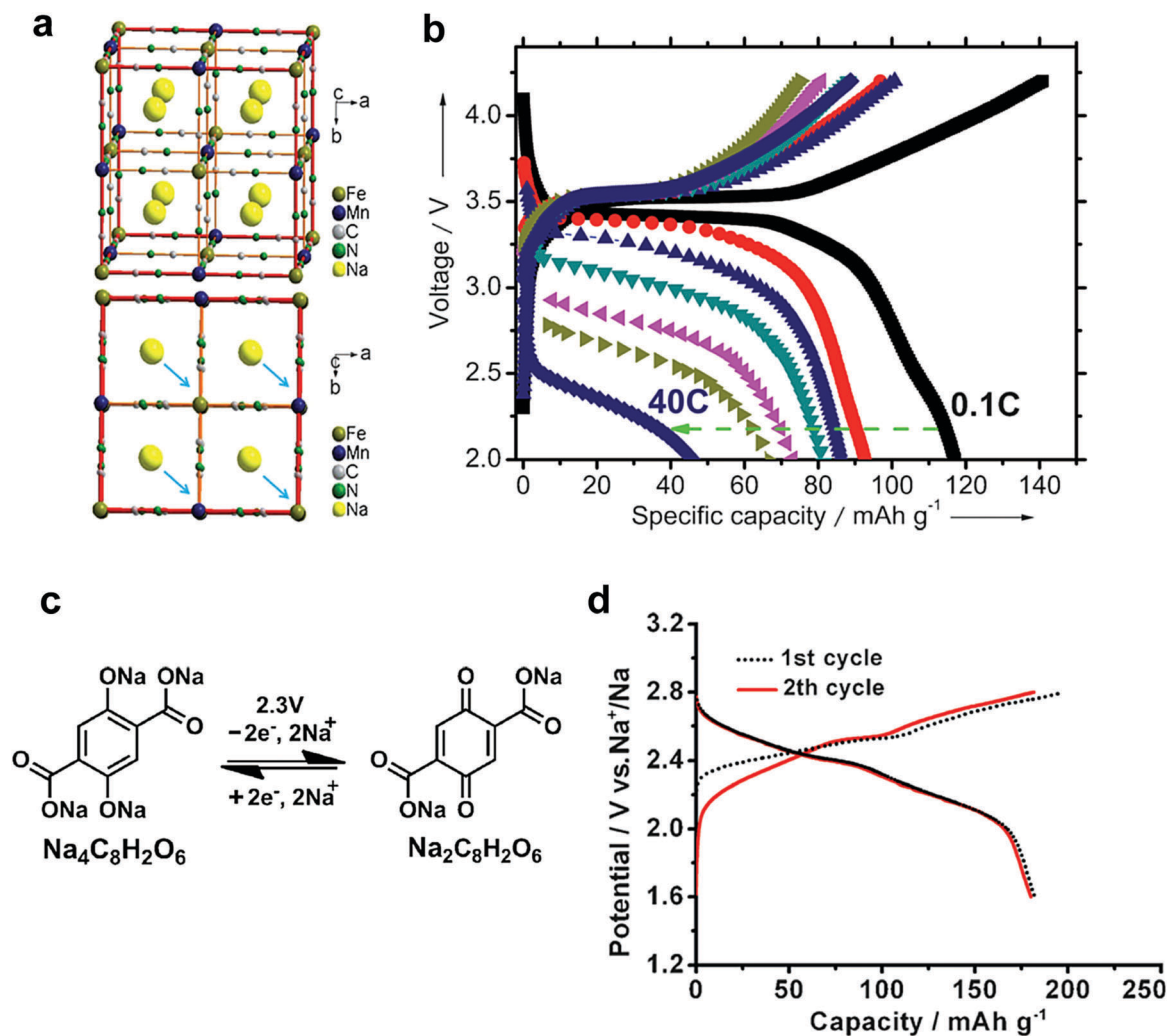 a
c
a
b
Fe
Mn
C
N
Na
c
a
b
Fe
Mn
C
N
Na
b
Voltage / V
4.0
3.5
3.0
2.5
2.0
40C
0.1C
0 20 40 60 80 100 120 140
Specific capacity / mAh g⁻¹
c
ONa
ONa
O
O
ONa
ONa
Na₄C₈H₂O₆
2.3V
−2e⁻, 2Na⁺
+2e⁻, 2Na⁺
O
ONa
O
O
ONa
O
Na₂C₈H₂O₆
d
Potential / V vs.Na⁺/Na
3.2
2.8
2.4
2.0
1.6
1.2
1st cycle
2th cycle
0 50 100 150 200 250
Capacity / mAh g⁻¹